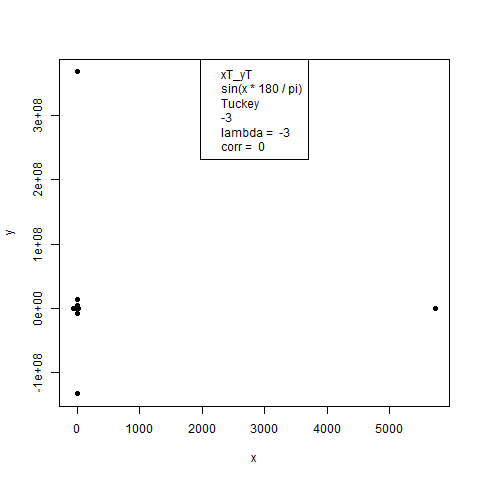 xT_yT
sin(x * 180 / pi)
Tuckey
-3
lambda = -3
corr = 0
3e+08
2e+08
1e+08
0e+00
-1e+08
y
0 1000 2000 3000 4000 5000
x